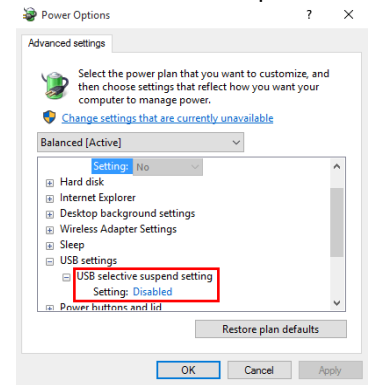 Power Options
Advanced settings
Select the power plan that you want to customize, and
then choose settings that reflect how you want your
computer to manage power.
Change settings that are currently unavailable
Balanced [Active]
Setting: No
Hard disk
Internet Explorer
Desktop background settings
Wireless Adapter Settings
Sleep
USB settings
USB selective suspend setting
Setting: Disabled
Power buttons and lid
Restore plan defaults
OK Cancel Apply